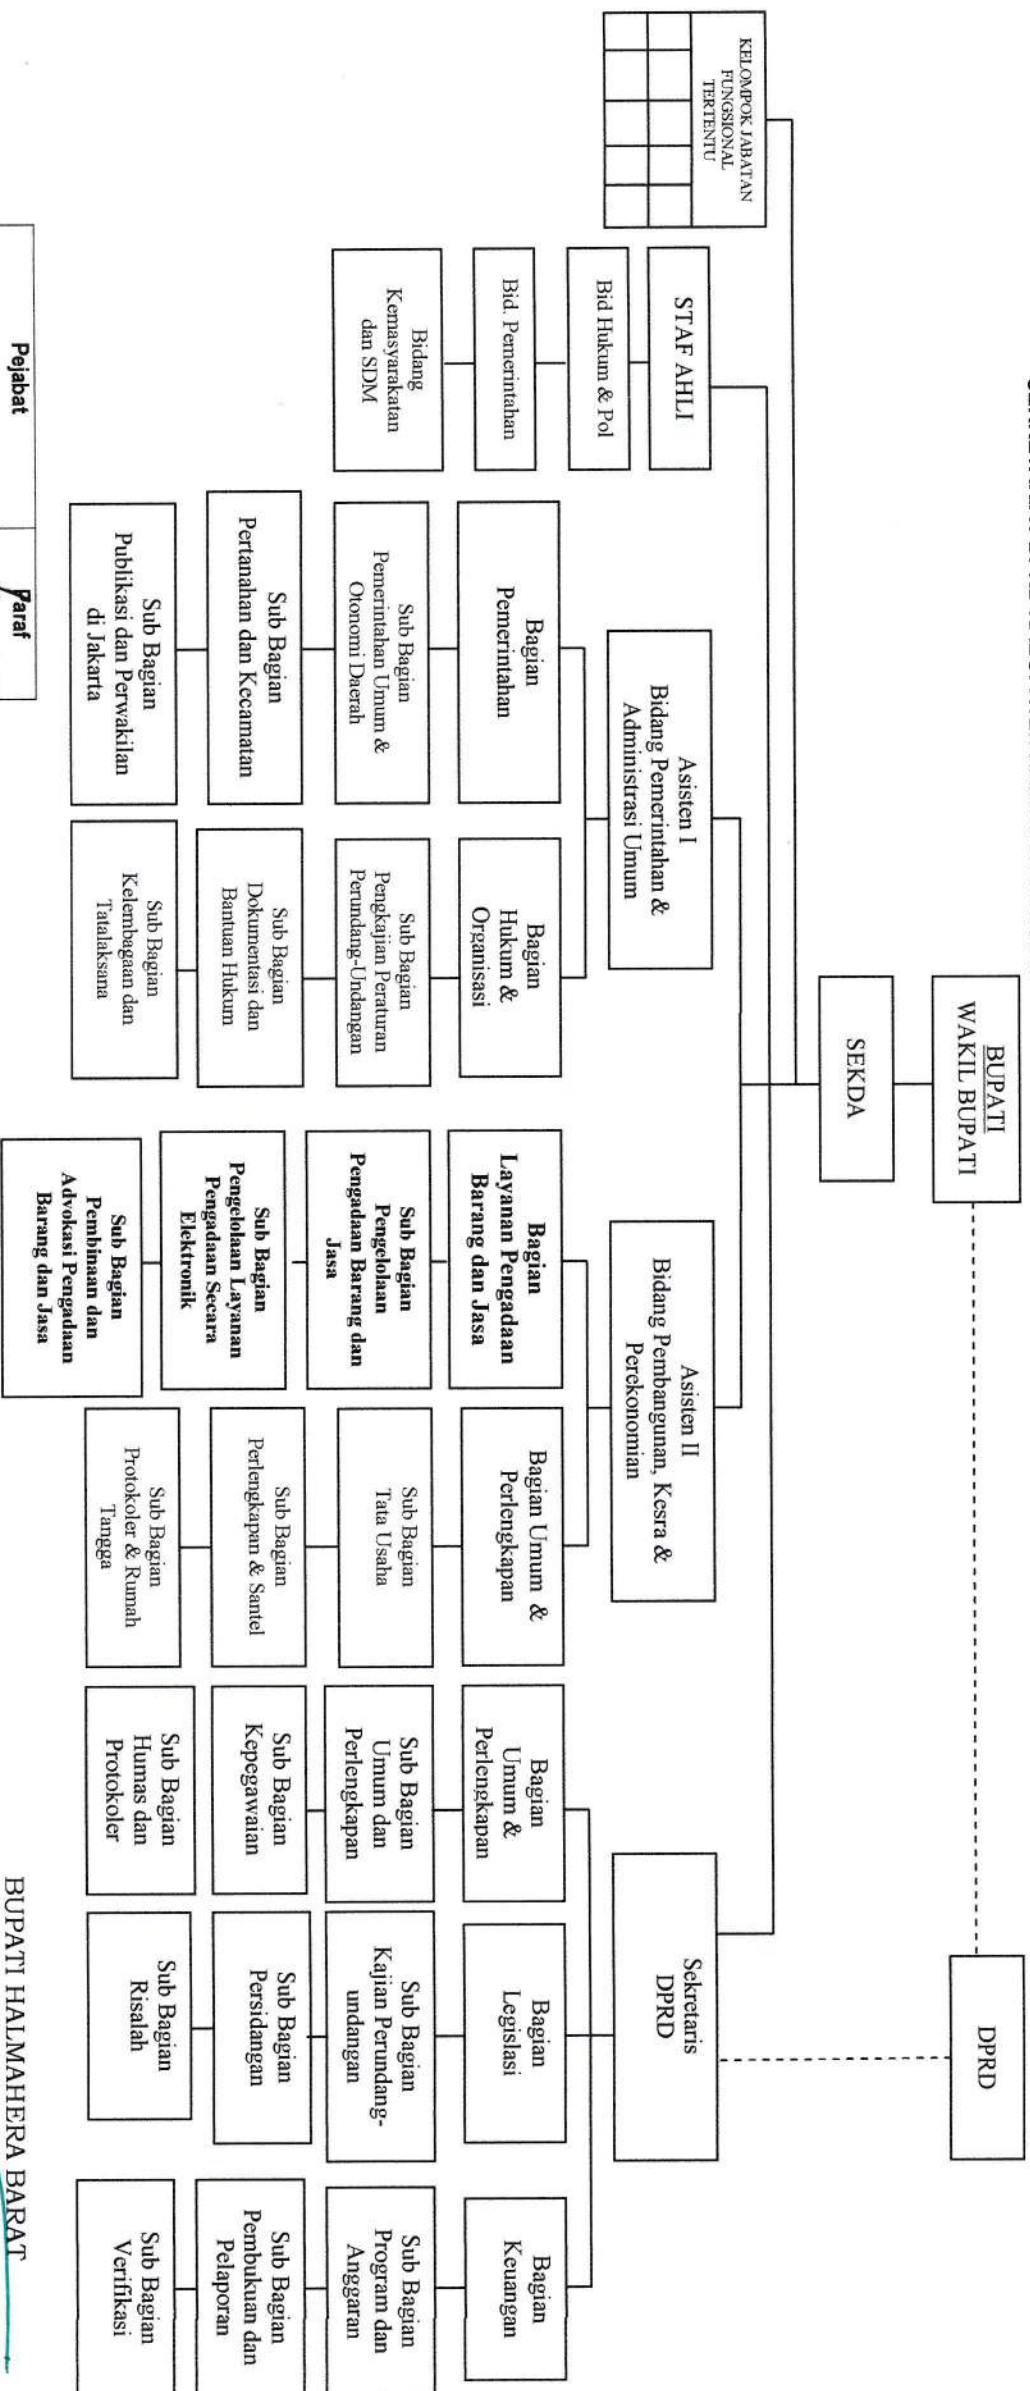 BUPATI
WAKIL BUPATI
DPRD
SEKDA
KELOMPOK JABATAN
FUNGSIONAL
TERTENTU
STAF AHLI
Bid Hukum & Pol
Bid. Pemerintahan
Bidang
Kemasyarakatan
dan SDM
Asisten I
Bidang Pemerintahan &
Administrasi Umum
Bagian
Pemerintahan
Sub Bagian
Pemerintahan Umum &
Otonomi Daerah
Sub Bagian
Pertanahan dan Kecamatan
Sub Bagian
Publikasi dan Perwakilan
di Jakarta
Bagian
Hukum &
Organisasi
Sub Bagian
Pengkajian Peraturan
Perundang-Undangan
Sub Bagian
Dokumentasi dan
Bantuan Hukum
Sub Bagian
Kelembagaan dan
Tatalaksana
Asisten II
Bidang Pembangunan, Kesra &
Perekonomian
Bagian
Layanan Pengadaan
Barang dan Jasa
Sub Bagian
Pengelolaan
Pengadaan Barang dan
Jasa
Sub Bagian
Pengelolaan Layanan
Pengadaan Secara
Elektronik
Sub Bagian
Pembinaan dan
Advokasi Pengadaan
Barang dan Jasa
Bagian Umum &
Perlengkapan
Sub Bagian
Tata Usaha
Sub Bagian
Perlengkapan & Santel
Sub Bagian
Protokoler & Rumah
Tangga
Sekretaris
DPRD
Bagian
Umum &
Perlengkapan
Sub Bagian
Umum dan
Perlengkapan
Sub Bagian
Kepegawaian
Sub Bagian
Humas dan
Protokoler
Bagian
Legislasi
Sub Bagian
Kajian Perundang-
undangan
Sub Bagian
Persidangan
Sub Bagian
Risalah
Bagian
Keuangan
Sub Bagian
Program dan
Anggaran
Sub Bagian
Pembukuan dan
Pelaporan
Sub Bagian
Verifikasi
Pejabat
Paraf
BUPATI HALMAHERA BARAT